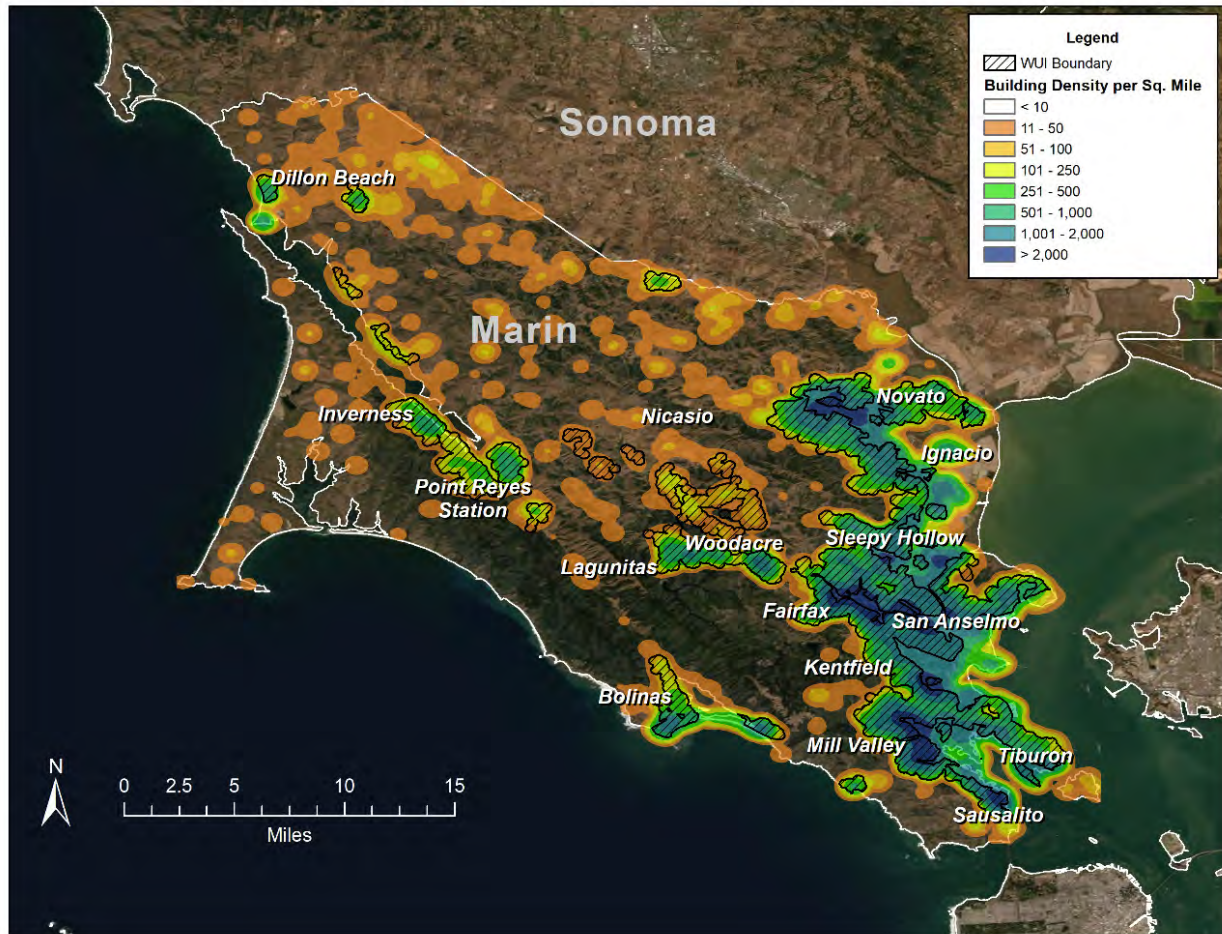 Legend
WUI Boundary
Building Density per Sq. Mile
< 10
11 - 50
51 - 100
101 - 250
251 - 500
501 - 1,000
1,001 - 2,000
> 2,000
Sonoma
Dillon Beach
Marin
Novato
Inverness
Nicasio
Ignacio
Point Reyes
Station
Woodacre
Sleepy Hollow
Lagunitas
Fairfax
San Anselmo
Kentfield
Bolinas
Mill Valley
Tiburon
Sausalito
N
0 2.5 5 10 15
Miles